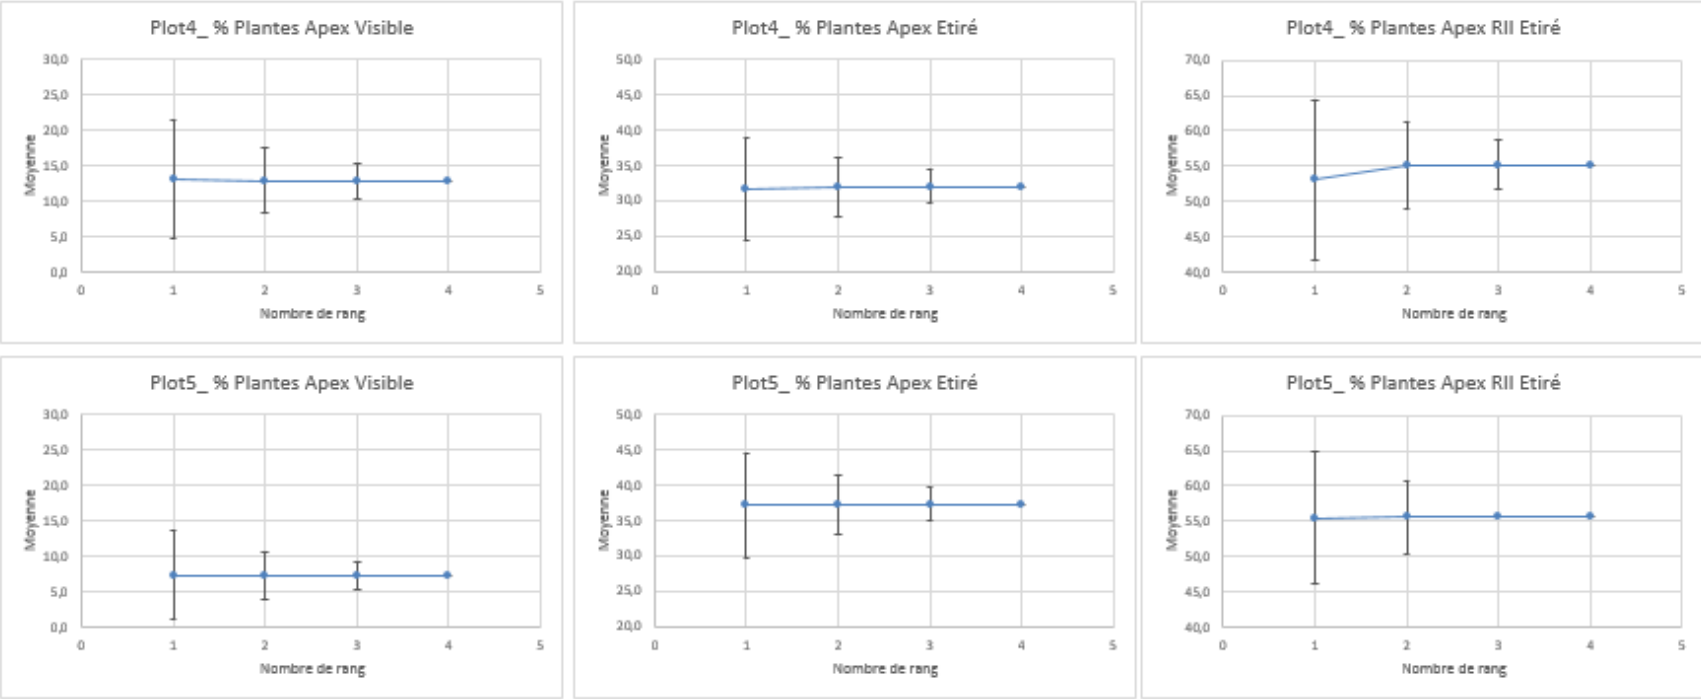 Plot4_ % Plantes Apex Visible
30,0
25,0
20,0
15,0
10,0
5,0
0,0
Moyenne
0 1 2 3 4 5
Nombre de rang
Plot4_ % Plantes Apex Etiré
50,0
45,0
40,0
35,0
30,0
25,0
20,0
Moyenne
0 1 2 3 4 5
Nombre de rang
Plot4_ % Plantes Apex RII Etiré
70,0
65,0
60,0
55,0
50,0
45,0
40,0
Moyenne
0 1 2 3 4 5
Nombre de rang
Plot5_ % Plantes Apex Visible
30,0
25,0
20,0
15,0
10,0
5,0
0,0
Moyenne
0 1 2 3 4 5
Nombre de rang
Plot5_ % Plantes Apex Etiré
50,0
45,0
40,0
35,0
30,0
25,0
20,0
Moyenne
0 1 2 3 4 5
Nombre de rang
Plot5_ % Plantes Apex RII Etiré
70,0
65,0
60,0
55,0
50,0
45,0
40,0
Moyenne
0 1 2 3 4 5
Nombre de rang